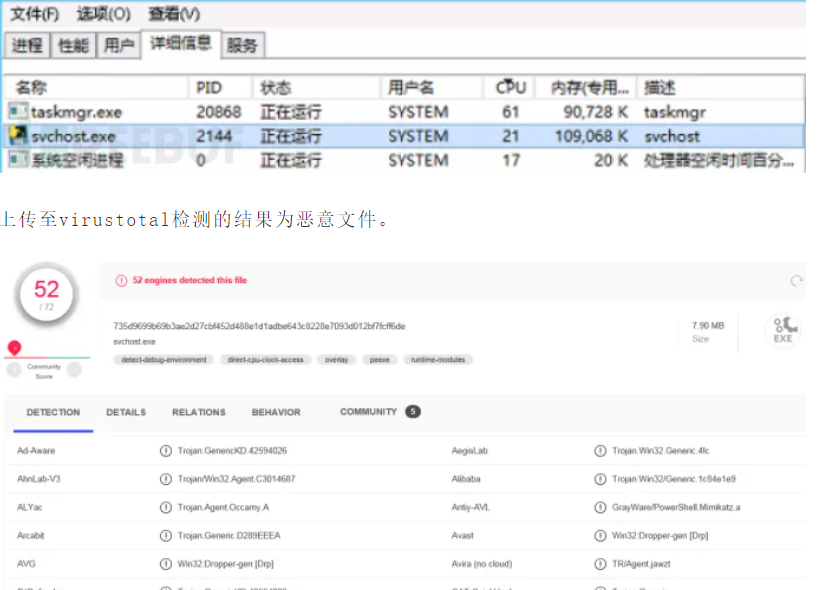 文件(F) 选项(O) 查看(V)
进程 性能 用户 详细信息 服务
名称 PID 状态 用户名 CPU 内存(专用... 描述
taskmgr.exe 20868 正在运行 SYSTEM 61 90,728 K taskmgr
svchost.exe 2144 正在运行 SYSTEM 21 109,068 K svchost
系统空闲进程 0 正在运行 SYSTEM 17 20 K 处理器空闲时间百分...
上传至virustotal检测的结果为恶意文件。
52
/ 72
52 engines detected this file
735d9699b69b3ae2d27cbf452d488e1d1adbe643c8228e7093d012bf7fcff6de
svchost.exe
detect-debug-environment direct-cpu-clock-access overlay peexe runtime-modules
7.90 MB
Size
EXE
Community
Score
DETECTION DETAILS RELATIONS BEHAVIOR COMMUNITY 5
Ad-Aware Trojan.GenericKD.42594026 AegisLab Trojan.Win32.Generic.4!c
AhnLab-V3 Trojan/Win32.Agent.C3014687 Alibaba Trojan:Win32/Generic.1c84e1e9
ALYac Trojan.Agent.Occamy.A Antiy-AVL GrayWare/PowerShell.Mimikatz.a
Arcabit Trojan.Generic.D289EEEA Avast Win32:Dropper-gen [Drp]
AVG Win32:Dropper-gen [Drp] Avira (no cloud) TR/Agent.jawzt